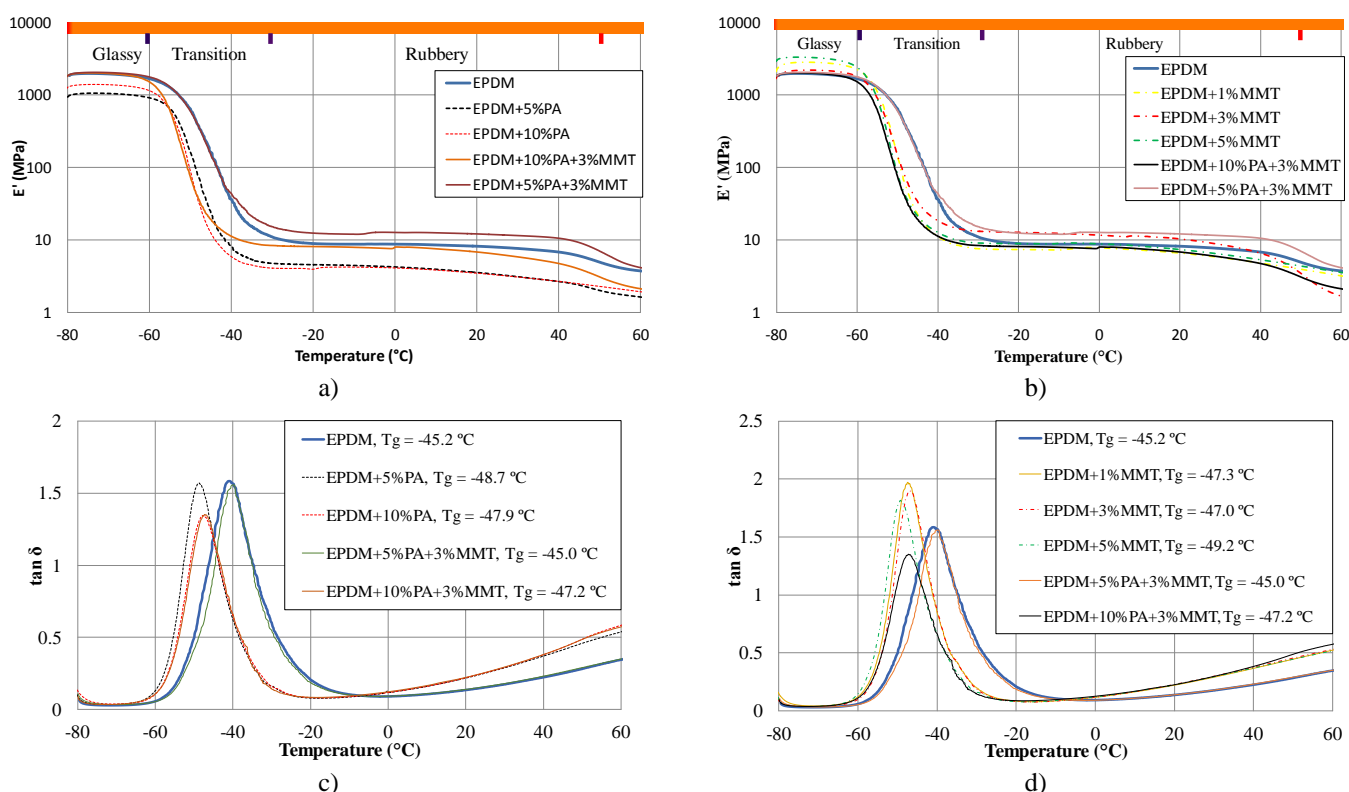 10000
1000
100
10
1
E' (MPa)
Glassy
Transition
Rubbery
EPDM
EPDM+5%PA
EPDM+10%PA
EPDM+10%PA+3%MMT
EPDM+5%PA+3%MMT
-80 -60 -40 -20 0 20 40 60
Temperature (°C)
a)
10000
1000
100
10
1
E' (MPa)
Glassy
Transition
Rubbery
EPDM
EPDM+1%MMT
EPDM+3%MMT
EPDM+5%MMT
EPDM+10%PA+3%MMT
EPDM+5%PA+3%MMT
-80 -60 -40 -20 0 20 40 60
Temperature (°C)
b)
2
1.5
1
0.5
0
tan δ
EPDM, Tg = -45.2 ºC
EPDM+5%PA, Tg = -48.7 ºC
EPDM+10%PA, Tg = -47.9 ºC
EPDM+5%PA+3%MMT, Tg = -45.0 ºC
EPDM+10%PA+3%MMT, Tg = -47.2 ºC
-80 -60 -40 -20 0 20 40 60
Temperature (°C)
c)
2.5
2
1.5
1
0.5
0
tan δ
EPDM, Tg = -45.2 ºC
EPDM+1%MMT, Tg = -47.3 ºC
EPDM+3%MMT, Tg = -47.0 ºC
EPDM+5%MMT, Tg = -49.2 ºC
EPDM+5%PA+3%MMT, Tg = -45.0 ºC
EPDM+10%PA+3%MMT, Tg = -47.2 ºC
-80 -60 -40 -20 0 20 40 60
Temperature (°C)
d)